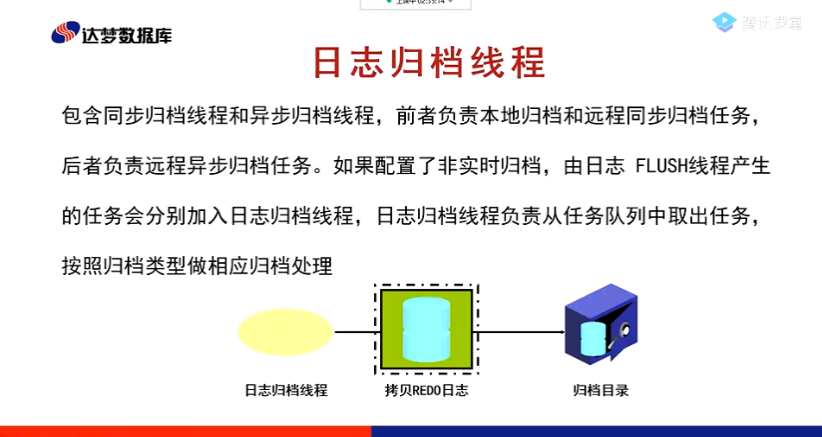 达梦数据库
腾讯课堂
日志归档线程
包含同步归档线程和异步归档线程，前者负责本地归档和远程同步归档任务，
后者负责远程异步归档任务。如果配置了非实时归档，由日志 FLUSH线程产生
的任务会分别加入日志归档线程，日志归档线程负责从任务队列中取出任务，
按照归档类型做相应归档处理
日志归档线程
拷贝REDO日志
归档目录